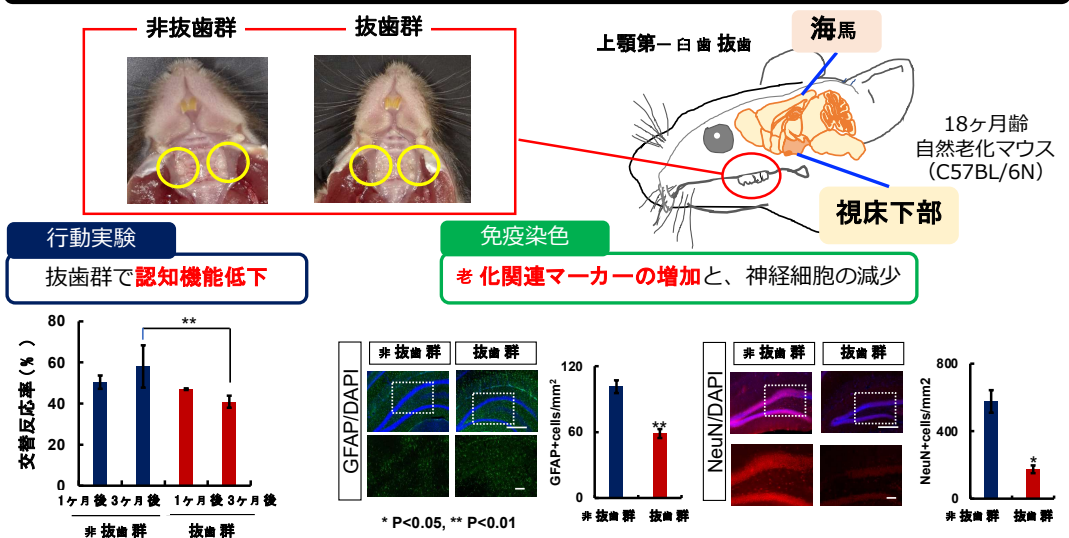 非抜歯群
抜歯群
上顎第一臼歯抜歯
海馬
18ヶ月齢
自然老化マウス
（C57BL/6N）
視床下部
行動実験
抜歯群で認知機能低下
免疫染色
老化関連マーカーの増加と、神経細胞の減少
交替反応率(%)
80
60
40
20
0
**
1ヶ月後 3ヶ月後 1ヶ月後 3ヶ月後
非抜歯群 抜歯群
GFAP/DAPI
非抜歯群 抜歯群
GFAP+cells/mm²
120
60
0
**
非抜歯群 抜歯群
* P<0.05, ** P<0.01
NeuN/DAPI
非抜歯群 抜歯群
NeuN+cells/mm2
800
400
0
*
非抜歯群 抜歯群